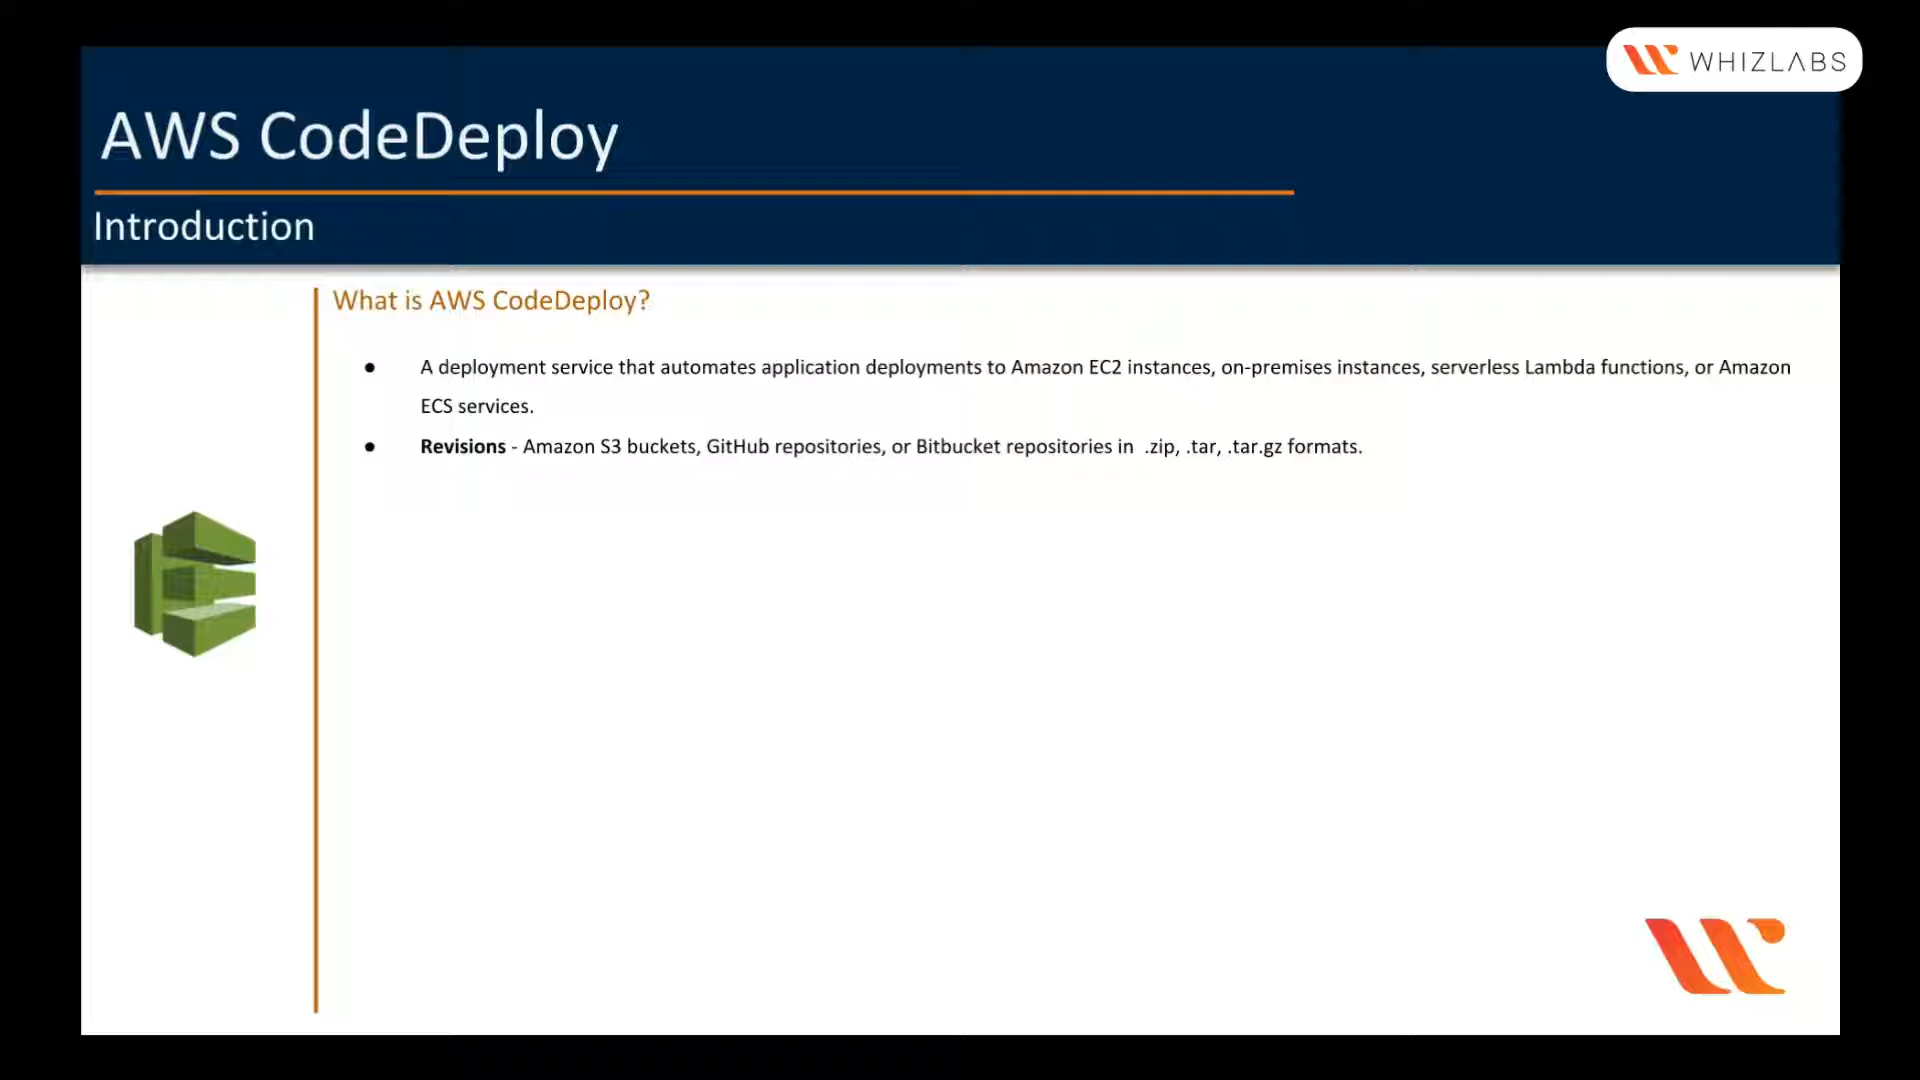 WHIZLABS
AWS CodeDeploy
Introduction
What is AWS CodeDeploy?
● A deployment service that automates application deployments to Amazon EC2 instances, on-premises instances, serverless Lambda functions, or Amazon
ECS services.
● Revisions - Amazon S3 buckets, GitHub repositories, or Bitbucket repositories in .zip, .tar, .tar.gz formats.